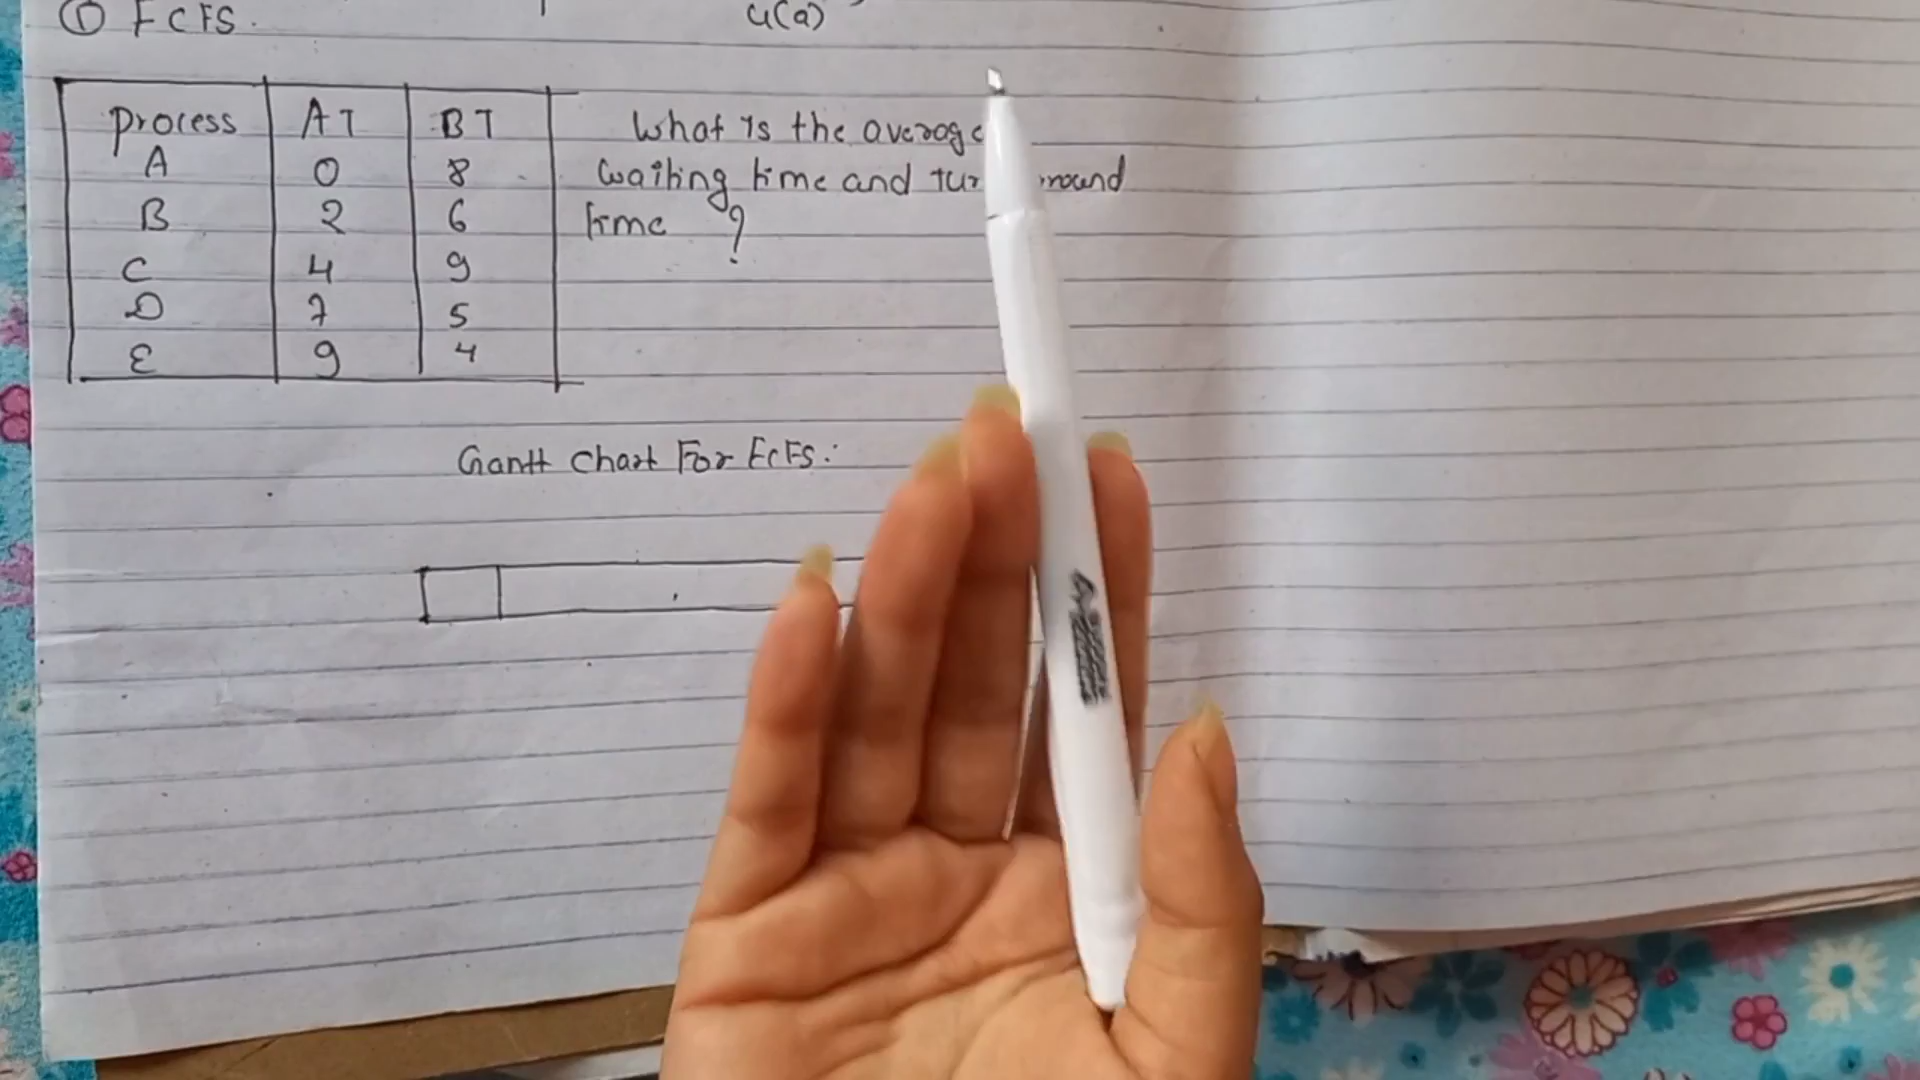 ① FCFS.
4(a)
Process AT BT
A 0 8
B 2 6
C 4 9
D 7 5
E 9 4
What is the average
waiting time and
time ?
Gantt Chart For FCFS: